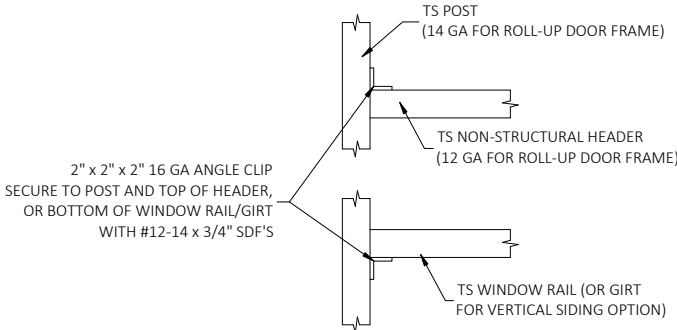 TS POST
(14 GA FOR ROLL-UP DOOR FRAME)
TS NON-STRUCTURAL HEADER
(12 GA FOR ROLL-UP DOOR FRAME)
2" x 2" x 2" 16 GA ANGLE CLIP
SECURE TO POST AND TOP OF HEADER,
OR BOTTOM OF WINDOW RAIL/GIRT
WITH #12-14 x 3/4" SDF'S
TS WINDOW RAIL (OR GIRT
FOR VERTICAL SIDING OPTION)